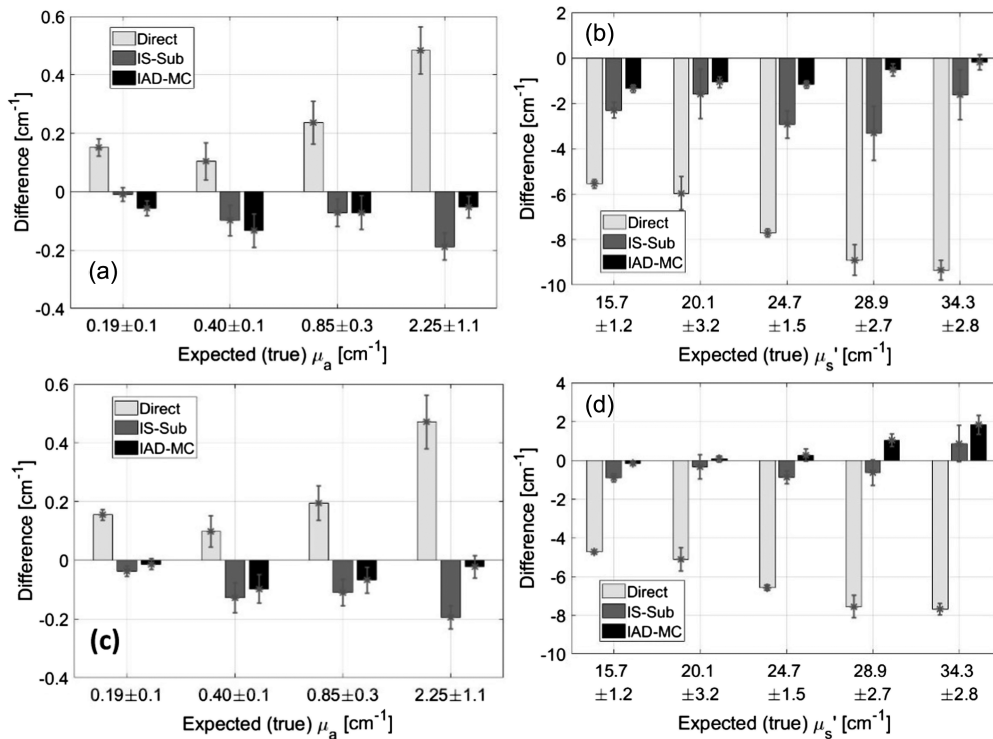 0.6
0.4
0.2
0
-0.2
-0.4
Difference [cm⁻¹]
Direct
IS-Sub
IAD-MC
(a)
0.19±0.1 0.40±0.1 0.85±0.3 2.25±1.1
Expected (true) μa [cm⁻¹]
(b)
0
-2
-4
-6
-8
-10
Difference [cm⁻¹]
Direct
IS-Sub
IAD-MC
15.7 20.1 24.7 28.9 34.3
±1.2 ±3.2 ±1.5 ±2.7 ±2.8
Expected (true) μs' [cm⁻¹]
0.6
0.4
0.2
0
-0.2
-0.4
Difference [cm⁻¹]
Direct
IS-Sub
IAD-MC
(c)
0.19±0.1 0.40±0.1 0.85±0.3 2.25±1.1
Expected (true) μa [cm⁻¹]
(d)
4
2
0
-2
-4
-6
-8
-10
Difference [cm⁻¹]
Direct
IS-Sub
IAD-MC
15.7 20.1 24.7 28.9 34.3
±1.2 ±3.2 ±1.5 ±2.7 ±2.8
Expected (true) μs' [cm⁻¹]